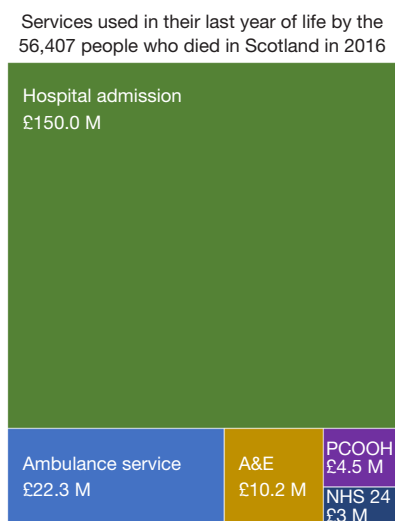 Services used in their last year of life by the
56,407 people who died in Scotland in 2016
Hospital admission
£150.0 M
Ambulance service
£22.3 M
A&E
£10.2 M
PCOOH
£4.5 M
NHS 24
£3 M